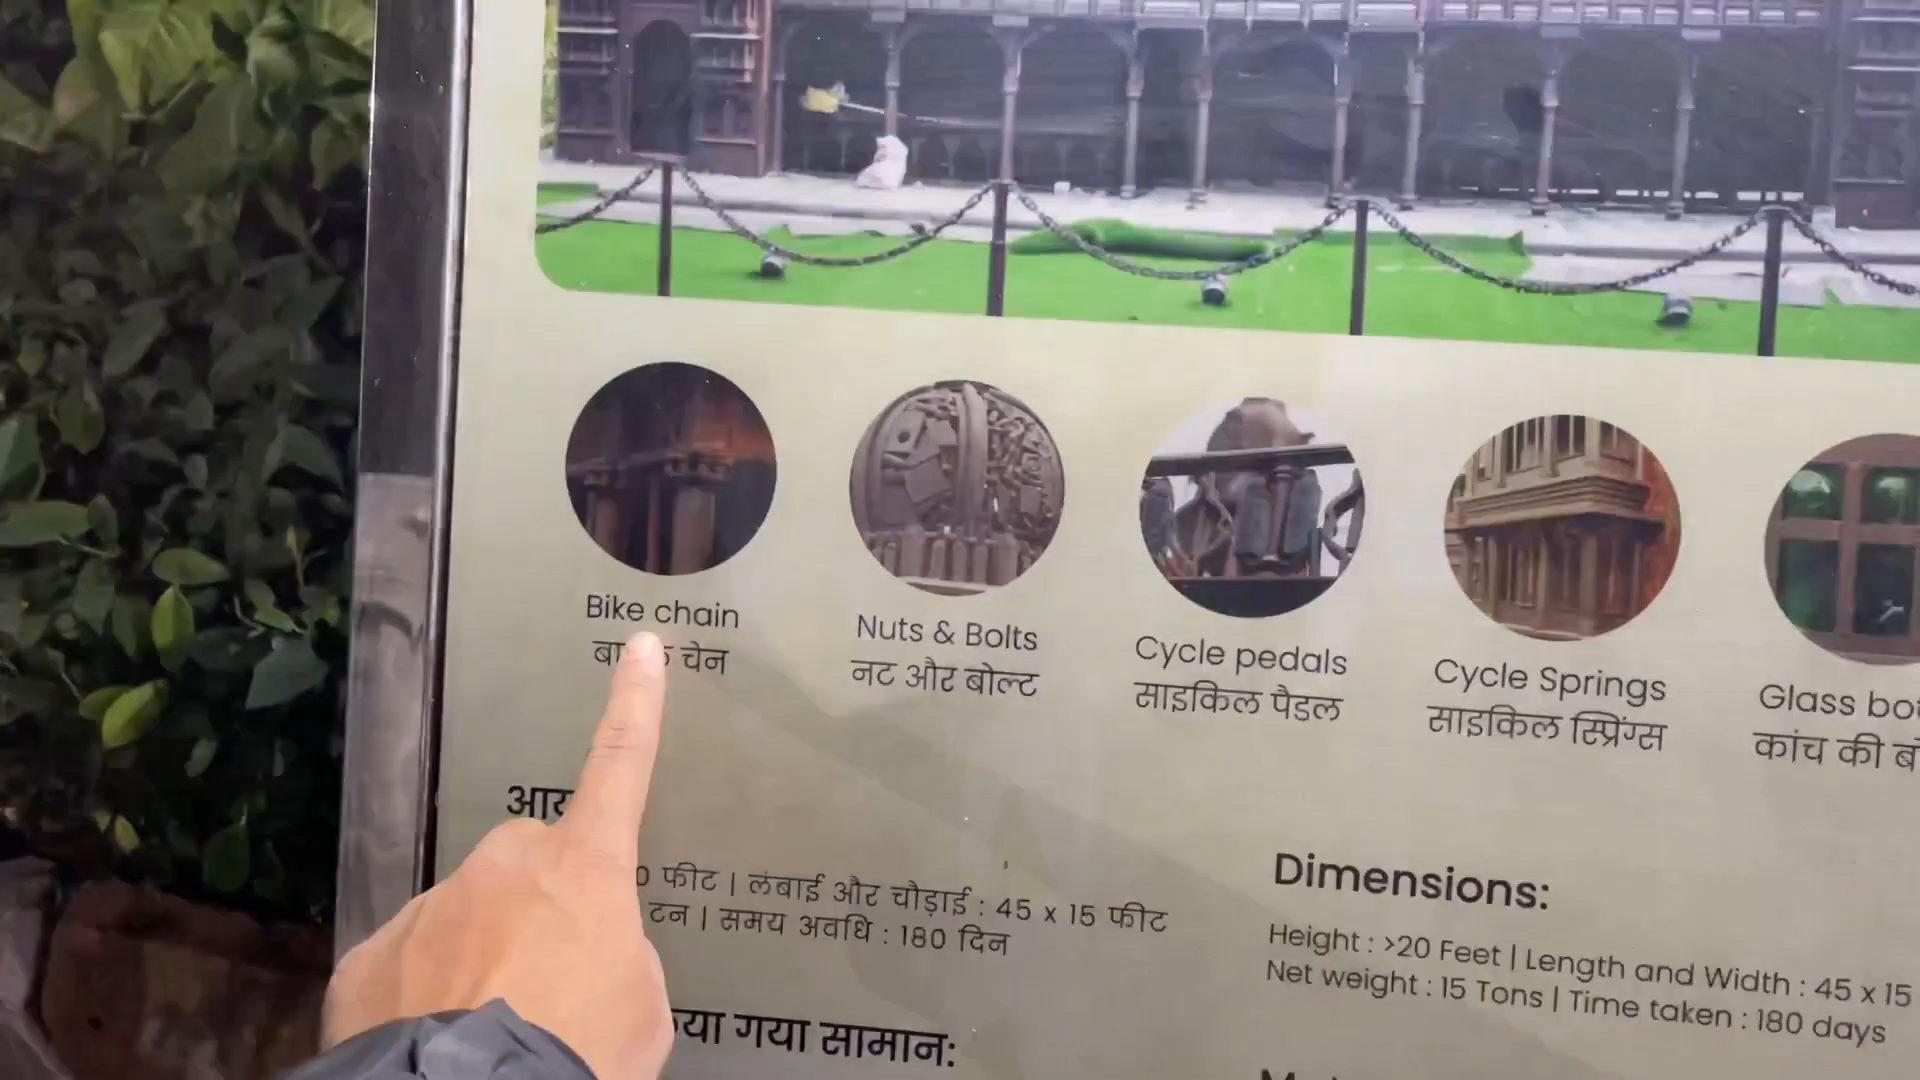 Bike chain
चेन
Nuts & Bolts
नट और बोल्ट
Cycle pedals
साइकिल पैडल
Cycle Springs
साइकिल स्प्रिंग्स
Glass
कांच की
फीट | लंबाई और चौड़ाई : 45 x 15 फीट
टन | समय अवधि : 180 दिन
गया सामान:
Dimensions:
Height : >20 Feet | Length and Width : 45 x 15
Net weight : 15 Tons | Time taken : 180 days